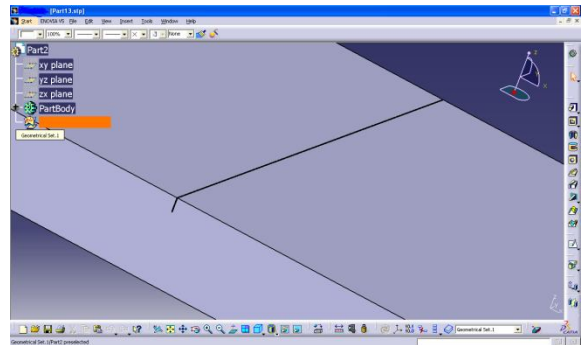 [Part13.stp]
Start ENOVIA V5 File Edit View Insert Tools Window Help
100% 3 None
Part2
xy plane
yz plane
zx plane
PartBody
Geometrical Set.1
z
x
Geometrical Set.1
Geometrical Set.1/Part2 preselected